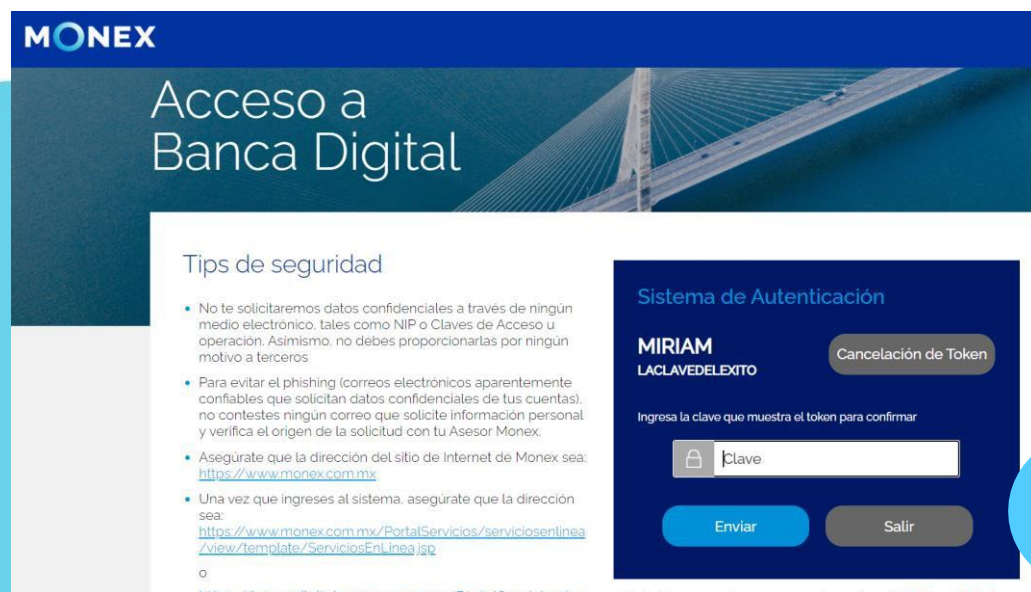 MONEX
Acceso a
Banca Digital
Tips de seguridad
• No te solicitaremos datos confidenciales a través de ningún
medio electrónico, tales como NIP o Claves de Acceso u
operación. Asímismo, no debes proporcionarlas por ningún
motivo a terceros
• Para evitar el phishing (correos electrónicos aparentemente
confiables que solicitan datos confidenciales de tus cuentas),
no contestes ningún correo que solicite información personal
y verifica el origen de la solicitud con tu Asesor Monex.
• Asegúrate que la dirección del sitio de Internet de Monex sea:
https://www.monex.com.mx
• Una vez que ingreses al sistema, asegúrate que la dirección
sea:
https://www.monex.com.mx/PortalServicios/serviciosenlinea
/view/template/ServiciosEnLinea.jsp
o
Sistema de Autenticación
MIRIAM
LACLAVEDELEXITO
Cancelación de Token
Ingresa la clave que muestra el token para confirmar
Clave
Enviar
Salir